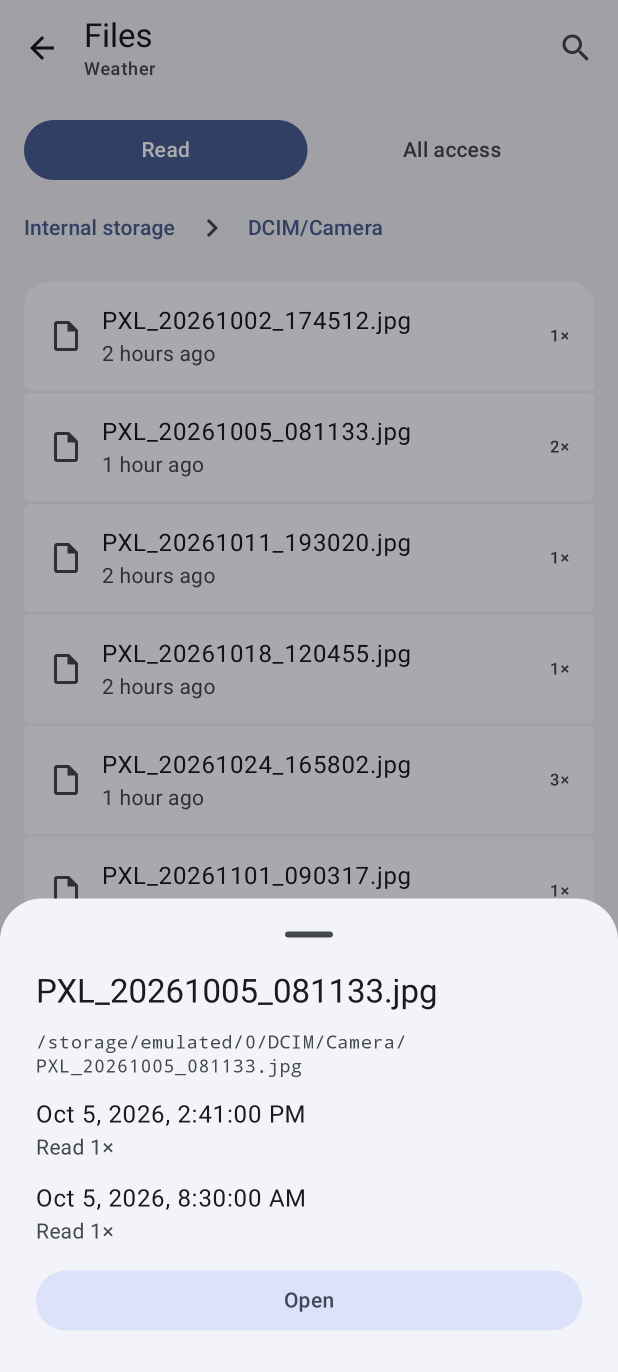 Files
Weather
Read
All access
Internal storage
DCIM/Camera
PXL_20261002_174512.jpg
2 hours ago
1×
PXL_20261005_081133.jpg
1 hour ago
2×
PXL_20261011_193020.jpg
2 hours ago
1×
PXL_20261018_120455.jpg
2 hours ago
1×
PXL_20261024_165802.jpg
1 hour ago
3×
PXL_20261101_090317.jpg
1×
PXL_20261005_081133.jpg
/storage/emulated/0/DCIM/Camera/
PXL_20261005_081133.jpg
Oct 5, 2026, 2:41:00 PM
Read 1×
Oct 5, 2026, 8:30:00 AM
Read 1×
Open